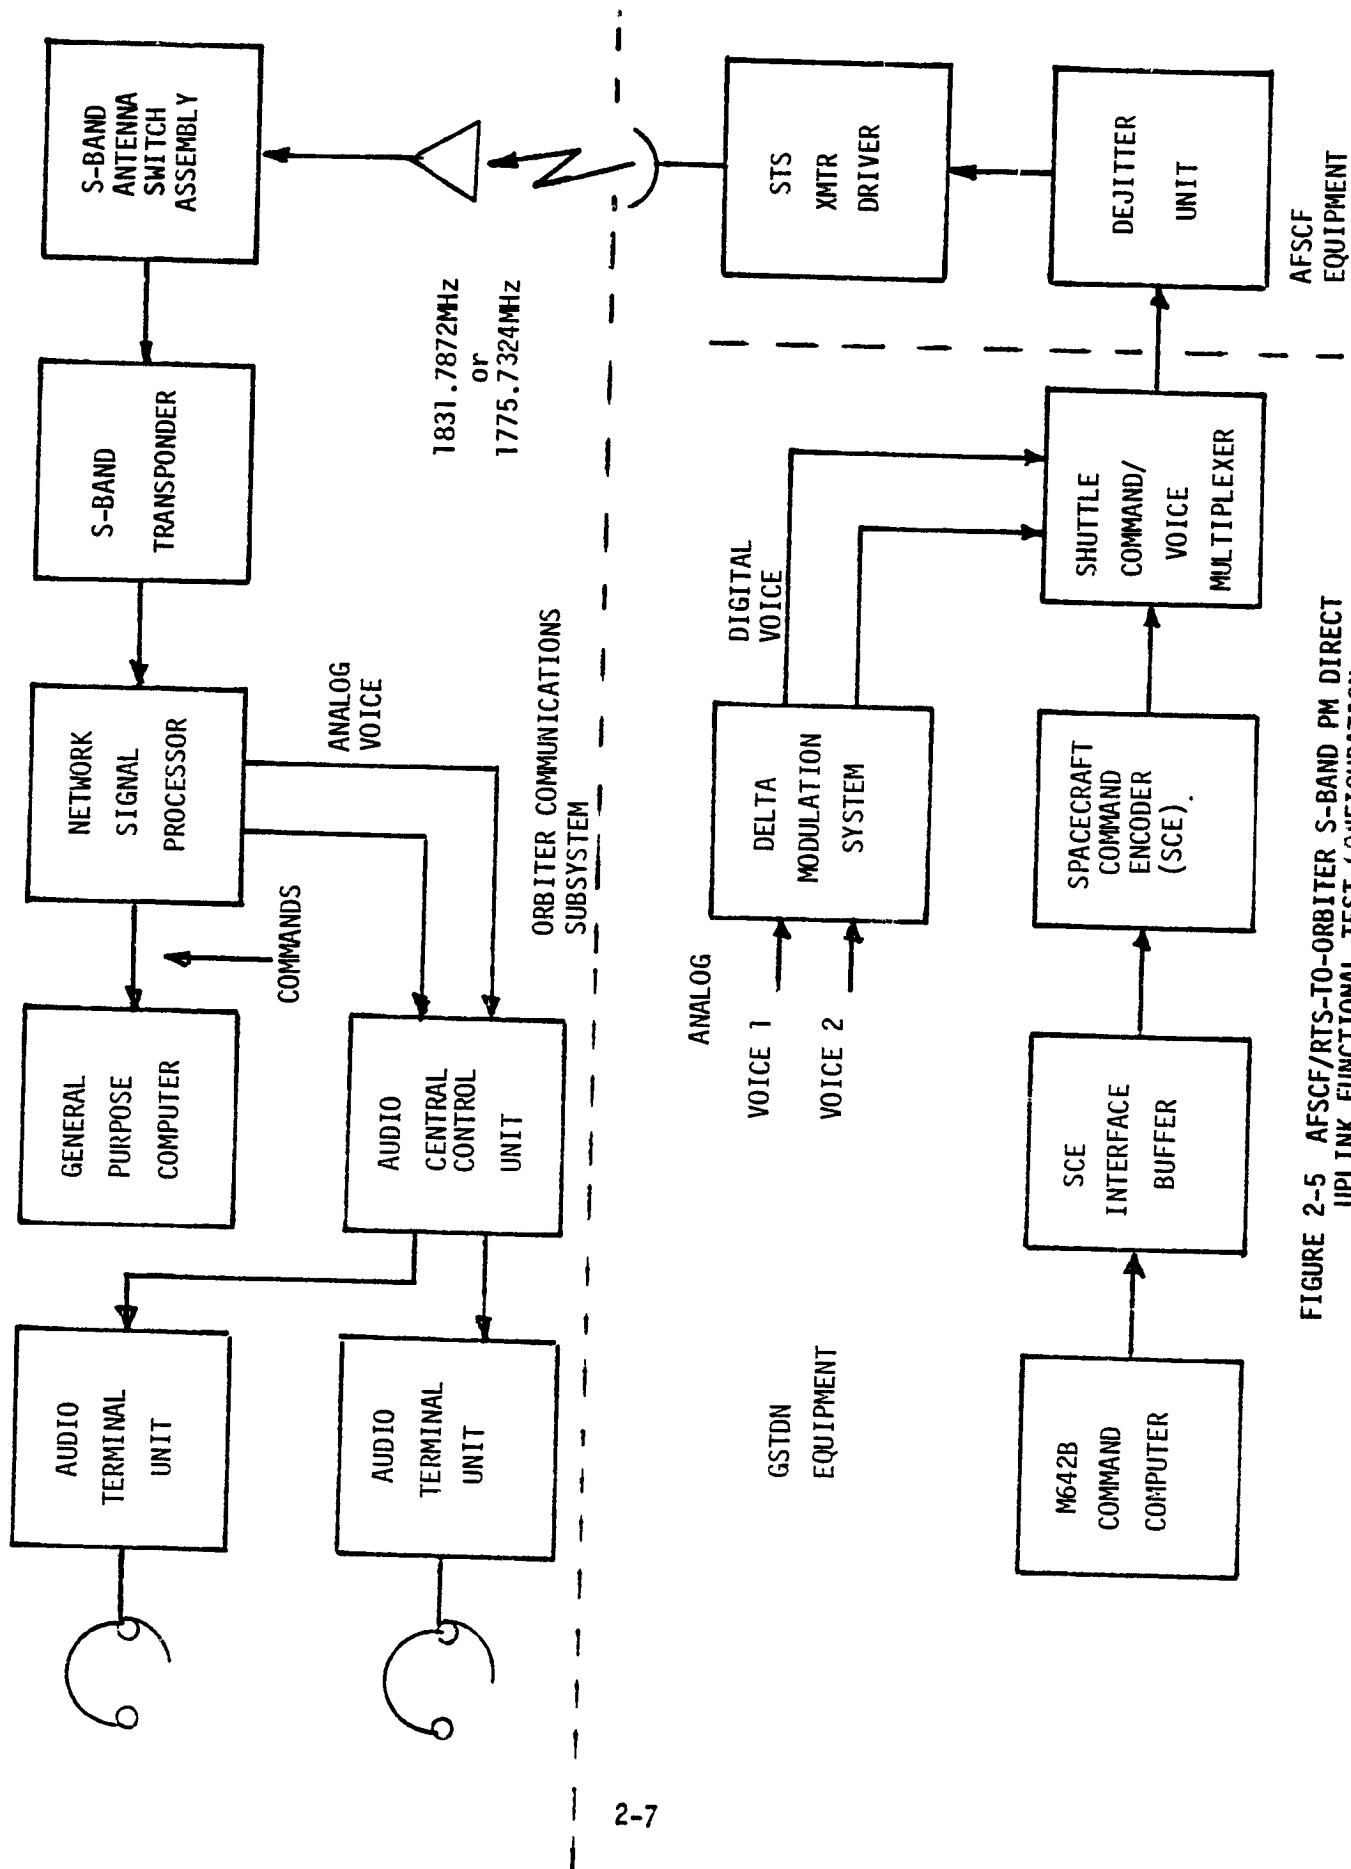 AUDIO
TERMINAL
UNIT
GENERAL
PURPOSE
COMPUTER
COMMANDS
NETWORK
SIGNAL
PROCESSOR
S-BAND
TRANSPONDER
S-BAND
ANTENNA
SWITCH
ASSEMBLY
AUDIO
TERMINAL
UNIT
AUDIO
CENTRAL
CONTROL
UNIT
ANALOG
VOICE
1831.7872MHz
or
1775.7324MHz
ORBITER COMMUNICATIONS
SUBSYSTEM
GSTDN
EQUIPMENT
ANALOG
VOICE 1
VOICE 2
DELTA
MODULATION
SYSTEM
DIGITAL
VOICE
STS
XMTR
DRIVER
M642B
COMMAND
COMPUTER
SCE
INTERFACE
BUFFER
SPACECRAFT
COMMAND
ENCODER
(SCE).
SHUTTLE
COMMAND/
VOICE
MULTIPLEXER
DEJITTER
UNIT
AFSCF
EQUIPMENT
FIGURE 2-5 AFSCF/RTS-TO-ORBITER S-BAND PM DIRECT
UPLINK FUNCTIONAL TEST
2-7